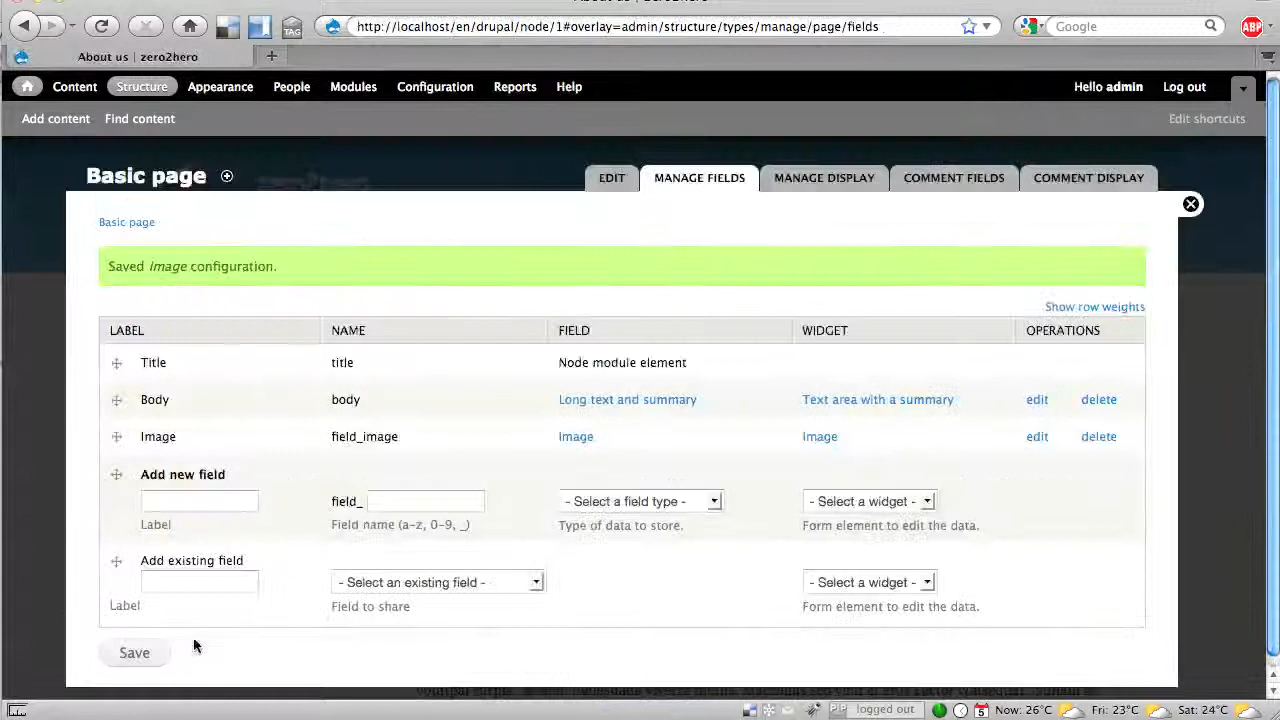 http://localhost/en/drupal/node/1#overlay=admin/structure/types/manage/page/fields
Google
ABP
TAG
About us | zero2hero
Content Structure Appearance People Modules Configuration Reports Help Hello admin Log out
Add content Find content Edit shortcuts
Basic page EDIT MANAGE FIELDS MANAGE DISPLAY COMMENT FIELDS COMMENT DISPLAY
Basic page
Saved Image configuration.
Show row weights
LABEL NAME FIELD WIDGET OPERATIONS
Title title Node module element
Body body Long text and summary Text area with a summary edit delete
Image field_image Image Image edit delete
Add new field
field_ - Select a field type - - Select a widget -
Label Field name (a-z, 0-9, _) Type of data to store. Form element to edit the data.
Add existing field
- Select an existing field - - Select a widget -
Label Field to share Form element to edit the data.
Save
logged out Now: 26°C Fri: 23°C Sat: 24°C